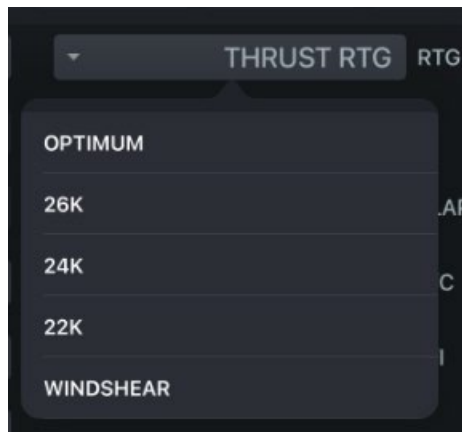 THRUST RTG RTG
OPTIMUM
26K
24K
22K
WINDSHEAR